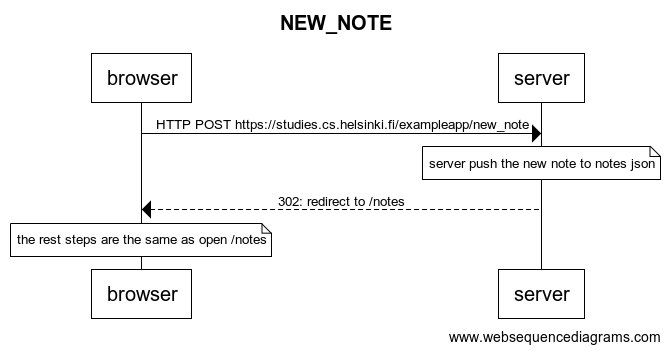 NEW_NOTE
browser
server
HTTP POST https://studies.cs.helsinki.fi/exampleapp/new_note
server push the new note to notes json
302: redirect to /notes
the rest steps are the same as open /notes
browser
server
www.websequencediagrams.com